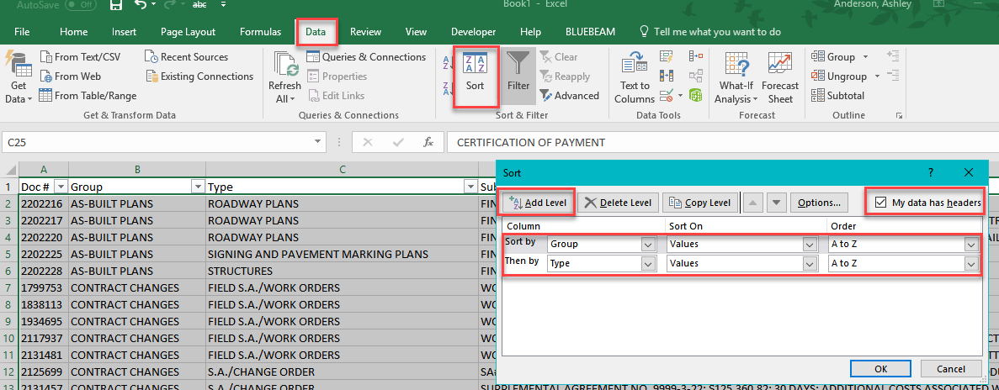 AutoSave Off abc Book1 - Excel Anderson, Ashley
File Home Insert Page Layout Formulas Data Review View Developer Help BLUEBEAM Tell me what you want to do
From Text/CSV Recent Sources Queries & Connections Clear Group
Get Data From Web Existing Connections Refresh All Properties Sort Filter Reapply Text to Columns What-If Analysis Forecast Sheet Ungroup
From Table/Range Edit Links Advanced Subtotal
Get & Transform Data Queries & Connections Sort & Filter Data Tools Forecast Outline
C25 fx CERTIFICATION OF PAYMENT
A B C
1 Doc # Group Type Sub
2 2202216 AS-BUILT PLANS ROADWAY PLANS FIN
3 2202217 AS-BUILT PLANS ROADWAY PLANS FIN
4 2202220 AS-BUILT PLANS ROADWAY PLANS FIN
5 2202225 AS-BUILT PLANS SIGNING AND PAVEMENT MARKING PLANS FIN
6 2202228 AS-BUILT PLANS STRUCTURES FIN
7 1799753 CONTRACT CHANGES FIELD S.A./WORK ORDERS WO
8 1838113 CONTRACT CHANGES FIELD S.A./WORK ORDERS WO
9 1934695 CONTRACT CHANGES FIELD S.A./WORK ORDERS WO
10 2117937 CONTRACT CHANGES FIELD S.A./WORK ORDERS WO
11 2131481 CONTRACT CHANGES FIELD S.A./WORK ORDERS WO
12 2125699 CONTRACT CHANGES S.A./CHANGE ORDER SA
13 2131457 CONTRACT CHANGES S.A./CHANGE ORDER SUPPLEMENTAL AGREEMENT NO. 9999-3-22; $125,360.82; 30 DAYS; ADDITIONAL COSTS ASSOCIATED W
Sort ?
Add Level Delete Level Copy Level Options... My data has headers
Column Sort On Order
Sort by Group Values A to Z
Then by Type Values A to Z
OK Cancel